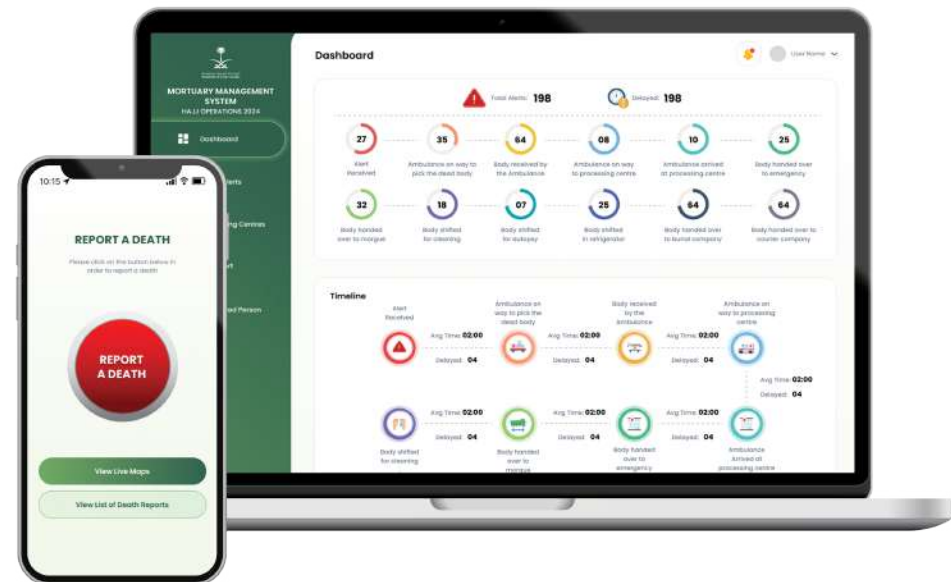 MORTUARY MANAGEMENT
SYSTEM
HAJJ OPERATIONS 2024
Dashboard
Dashboard
User Name
Total Alerts: 198
Delayed: 198
27
Alert
Received
35
Ambulance on way to
pick the dead body
64
Body received by
the Ambulance
08
Ambulance on way
to processing centre
10
Ambulance arrived
at processing centre
25
Body handed over
to emergency
32
Body handed
over to morgue
18
Body shifted
for cleaning
07
Body shifted
for autopsy
25
Body shifted
in refrigerator
64
Body handed over
to burial company
64
Body handed over to
courier company
Timeline
Alert
Received
Avg Time: 02:00
Delayed: 04
Ambulance on
way to pick the
dead body
Avg Time: 02:00
Delayed: 04
Body received
by the
Ambulance
Avg Time: 02:00
Delayed: 04
Ambulance on
way to processing
centre
Avg Time: 02:00
Delayed: 04
Body shifted
for cleaning
Avg Time: 02:00
Delayed: 04
Body handed
over to
morgue
Avg Time: 02:00
Delayed: 04
Body handed
over to
emergency
Avg Time: 02:00
Delayed: 04
Ambulance
Arrived at
processing centre
10:15
REPORT A DEATH
Please click on the button below in
order to report a death
REPORT
A DEATH
View Live Maps
View List of Death Reports